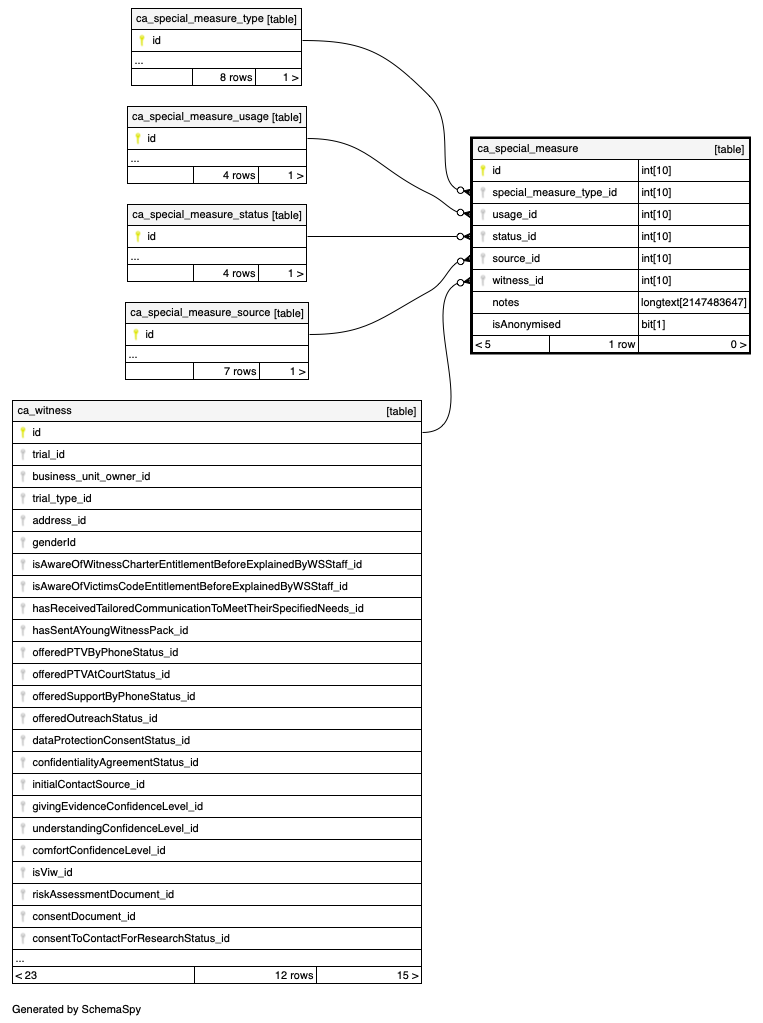 ca_special_measure_type [table]
id
...
8 rows 1 >
ca_special_measure_usage [table]
id
...
4 rows 1 >
ca_special_measure_status [table]
id
...
4 rows 1 >
ca_special_measure_source [table]
id
...
7 rows 1 >
ca_special_measure [table]
id int[10]
special_measure_type_id int[10]
usage_id int[10]
status_id int[10]
source_id int[10]
witness_id int[10]
notes longtext[2147483647]
isAnonymised bit[1]
< 5 1 row 0 >
ca_witness [table]
id
trial_id
business_unit_owner_id
trial_type_id
address_id
genderId
isAwareOfWitnessCharterEntitlementBeforeExplainedByWSStaff_id
isAwareOfVictimsCodeEntitlementBeforeExplainedByWSStaff_id
hasReceivedTailoredCommunicationToMeetTheirSpecifiedNeeds_id
hasSentAYoungWitnessPack_id
offeredPTVByPhoneStatus_id
offeredPTVAtCourtStatus_id
offeredSupportByPhoneStatus_id
offeredOutreachStatus_id
dataProtectionConsentStatus_id
confidentialityAgreementStatus_id
initialContactSource_id
givingEvidenceConfidenceLevel_id
understandingConfidenceLevel_id
comfortConfidenceLevel_id
isViw_id
riskAssessmentDocument_id
consentDocument_id
consentToContactForResearchStatus_id
...
< 23 12 rows 15 >
Generated by SchemaSpy